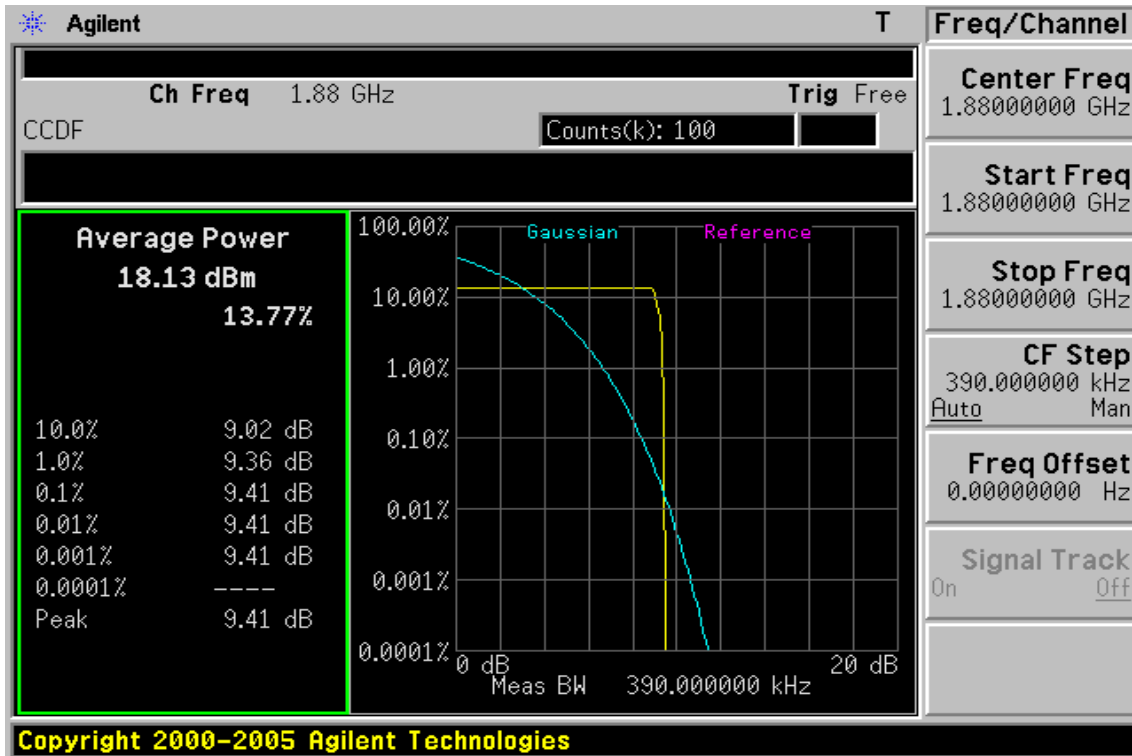 Agilent T
Ch Freq 1.88 GHz Trig Free
CCDF Counts(k): 100
Average Power
18.13 dBm
13.77%
10.0% 9.02 dB
1.0% 9.36 dB
0.1% 9.41 dB
0.01% 9.41 dB
0.001% 9.41 dB
0.0001% ----
Peak 9.41 dB
Gaussian Reference
100.00%
10.00%
1.00%
0.10%
0.01%
0.001%
0.0001%
0 dB 20 dB
Meas BW 390.000000 kHz
Freq/Channel
Center Freq
1.88000000 GHz
Start Freq
1.88000000 GHz
Stop Freq
1.88000000 GHz
CF Step
390.000000 kHz
Auto Man
Freq Offset
0.00000000 Hz
Signal Track
On Off
Copyright 2000-2005 Agilent Technologies